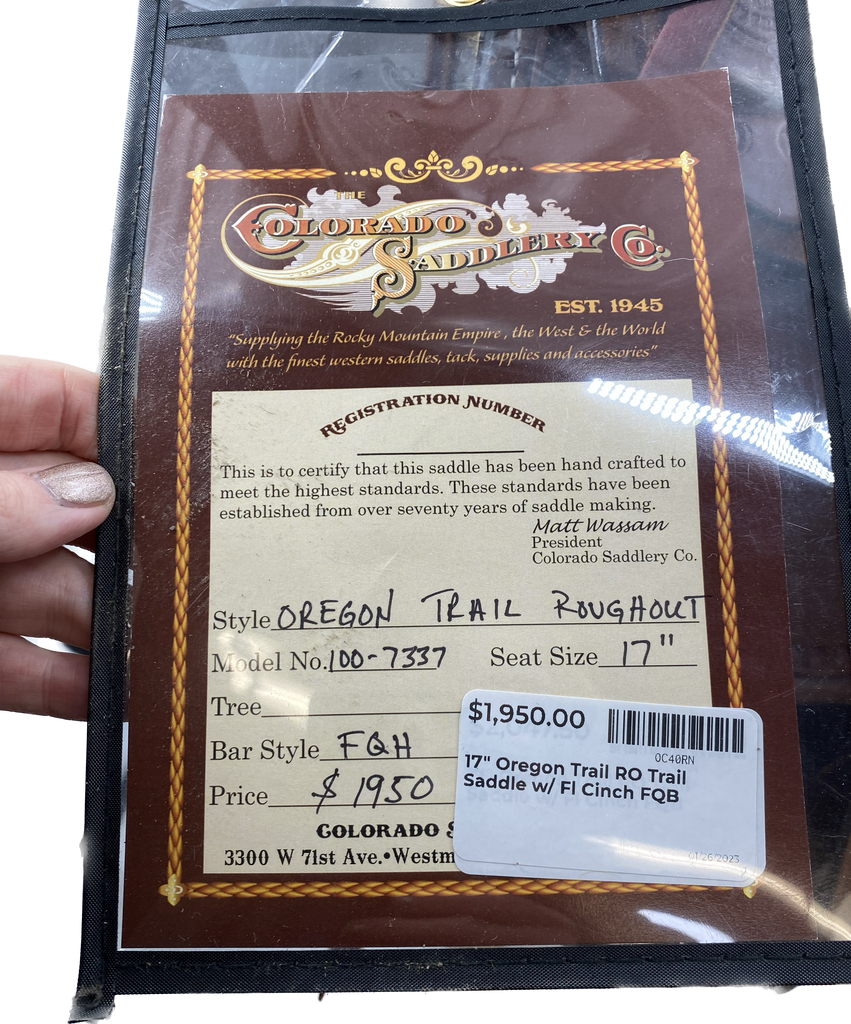 THE
COLORADO
SADDLERY CO.
EST. 1945
"Supplying the Rocky Mountain Empire, the West & the World
with the finest western saddles, tack, supplies and accessories"
REGISTRATION NUMBER
This is to certify that this saddle has been hand crafted to
meet the highest standards. These standards have been
established from over seventy years of saddle making.
Matt Wassam
President
Colorado Saddlery Co.
Style OREGON TRAIL ROUGHOUT
Model No. 100-7337 Seat Size 17"
Tree
Bar Style FQH
Price $ 1950
COLORADO
3300 W 71st Ave.•Westm
$1,950.00
0C40RN
17" Oregon Trail RO Trail
Saddle w/ Fl Cinch FQB
01/26/2023